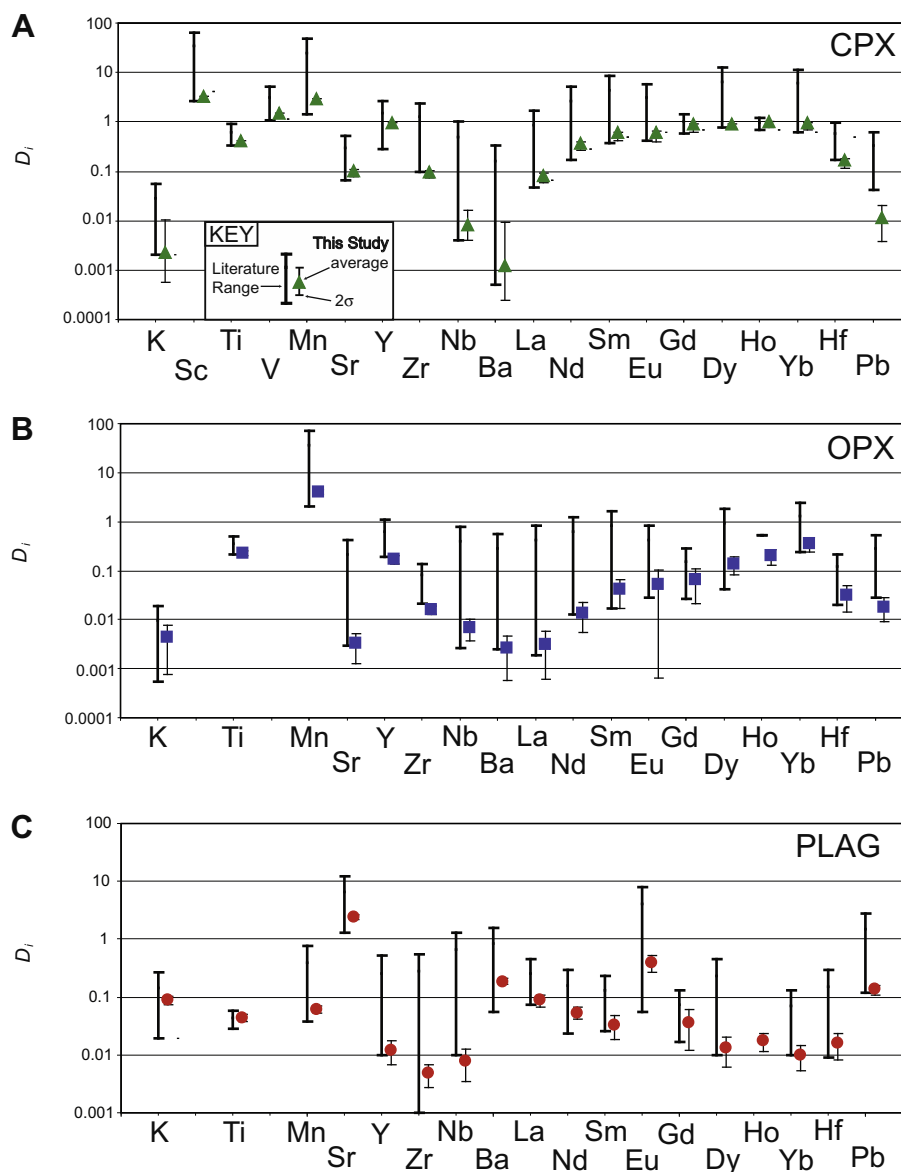 A
CPX
100
10
1
0.1
0.01
0.001
0.0001
Di
KEY
This Study
average
Literature
Range
2σ
K Ti Mn Y Nb La Sm Gd Ho Hf
Sc V Sr Zr Ba Nd Eu Dy Yb Pb
B
OPX
100
10
1
0.1
0.01
0.001
0.0001
Di
K Ti Mn Y Nb La Sm Gd Ho Hf
Sr Zr Ba Nd Eu Dy Yb Pb
C
PLAG
100
10
1
0.1
0.01
0.001
Di
K Ti Mn Y Nb La Sm Gd Ho Hf
Sr Zr Ba Nd Eu Dy Yb Pb